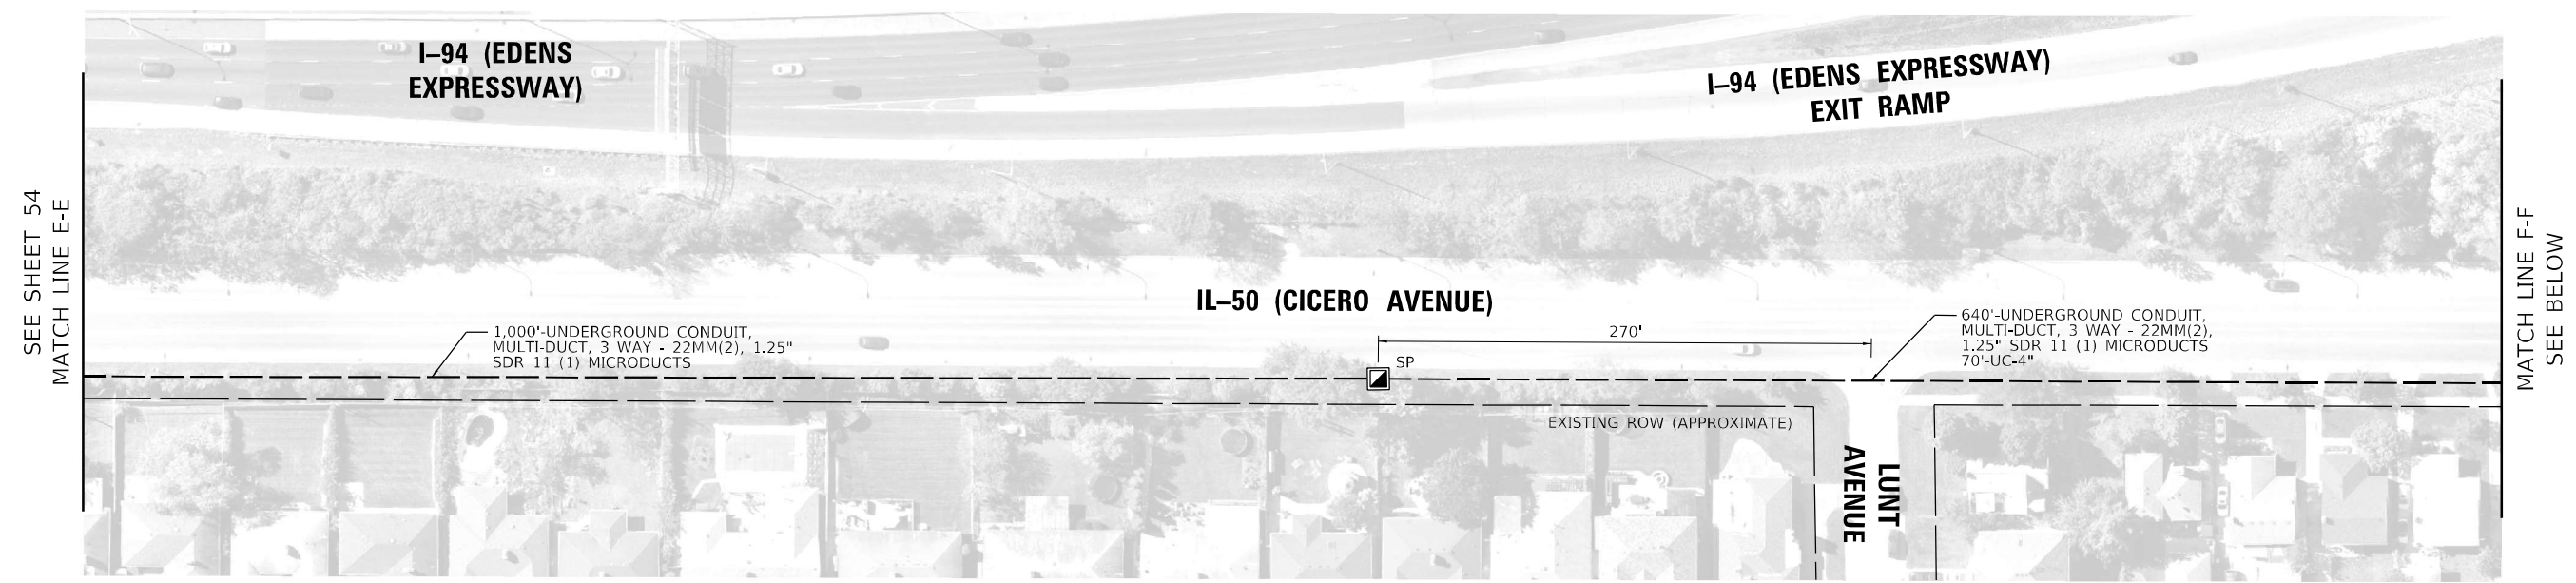 I–94 (EDENS
EXPRESSWAY)
I–94 (EDENS EXPRESSWAY)
EXIT RAMP
SEE SHEET 54
MATCH LINE E-E
IL–50 (CICERO AVENUE)
1,000'-UNDERGROUND CONDUIT,
MULTI-DUCT, 3 WAY - 22MM(2), 1.25"
SDR 11 (1) MICRODUCTS
270'
SP
640'-UNDERGROUND CONDUIT,
MULTI-DUCT, 3 WAY - 22MM(2),
1.25" SDR 11 (1) MICRODUCTS
70'-UC-4"
EXISTING ROW (APPROXIMATE)
LUNT
AVENUE
MATCH LINE F-F
SEE BELOW